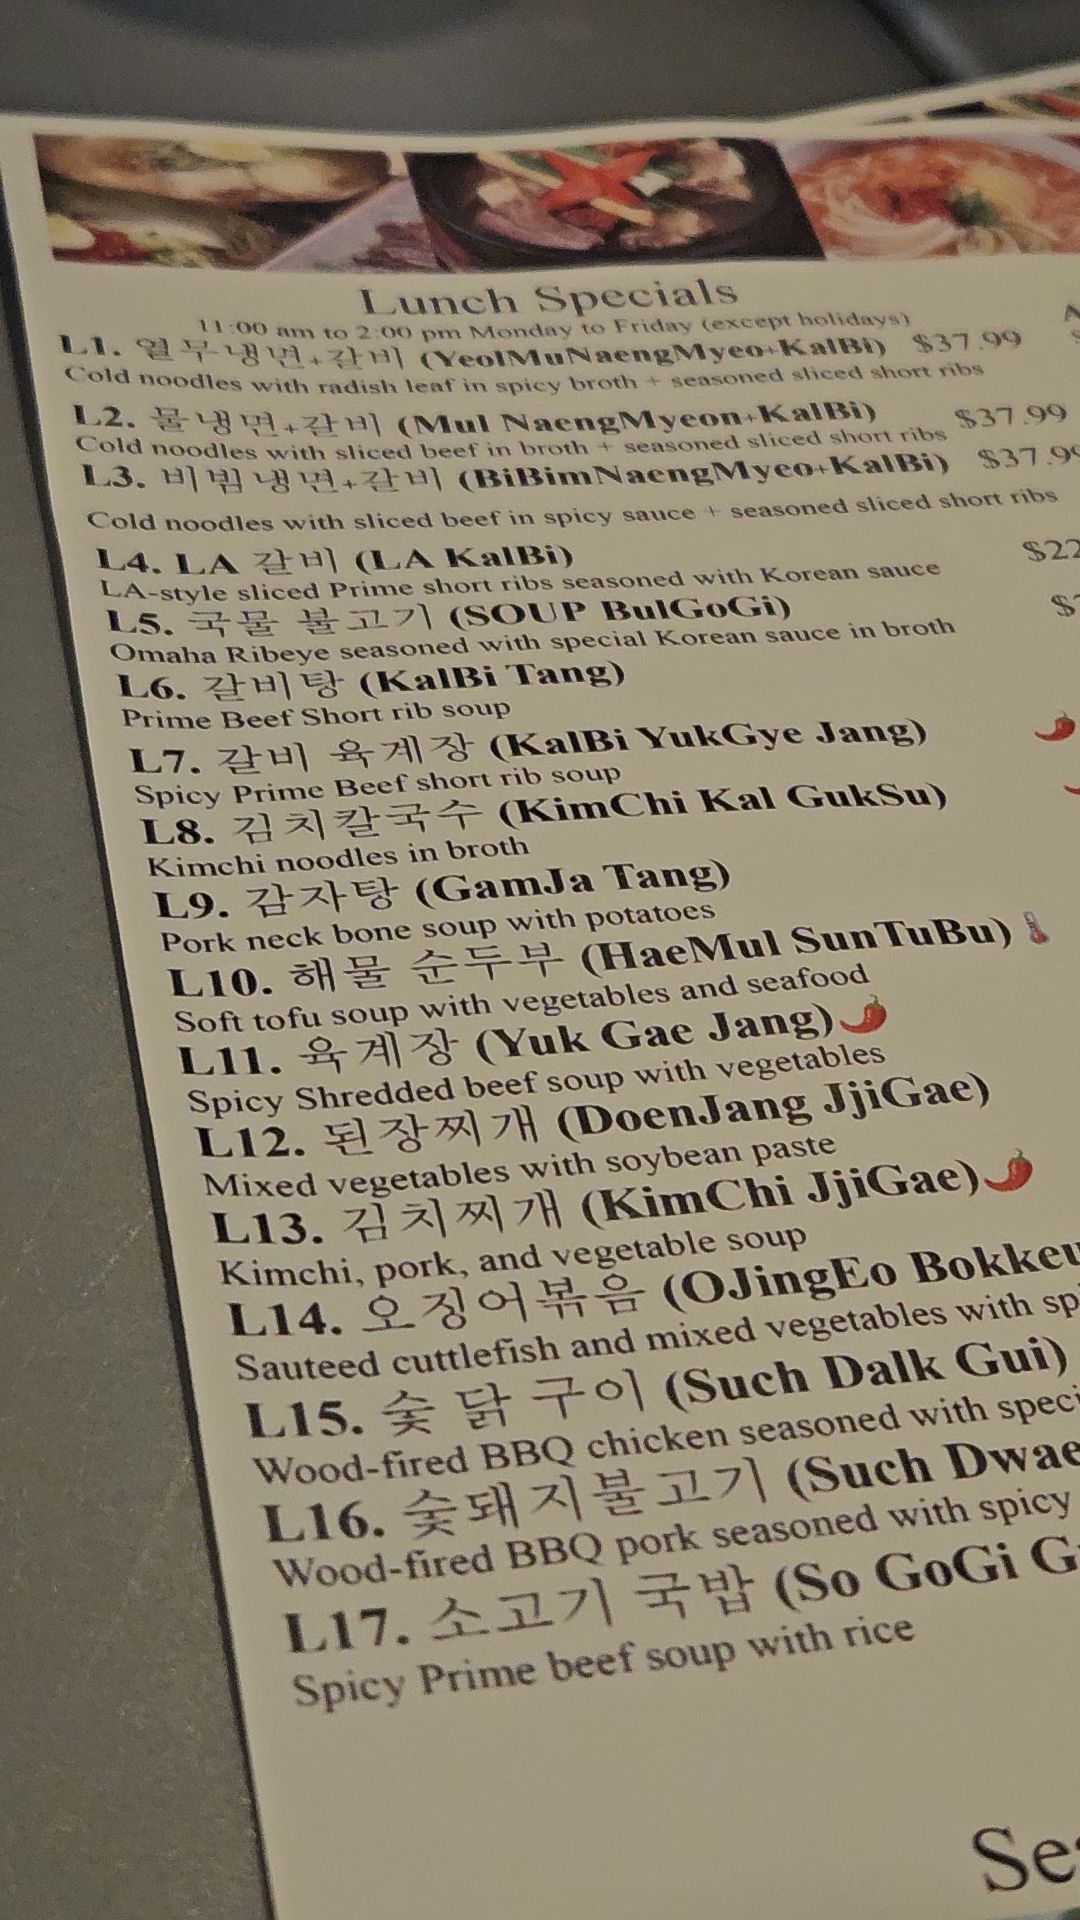 Lunch Specials
11:00 am to 2:00 pm Monday to Friday (except holidays)
L1. 열무냉면+갈비 (YeolMuNaengMyeo+KalBi) $37.99
Cold noodles with radish leaf in spicy broth + seasoned sliced short ribs
L2. 물냉면+갈비 (Mul NaengMyeon+KalBi) $37.99
Cold noodles with sliced beef in broth + seasoned sliced short ribs
L3. 비빔냉면+갈비 (BiBimNaengMyeo+KalBi) $37.99
Cold noodles with sliced beef in spicy sauce + seasoned sliced short ribs
L4. LA 갈비 (LA KalBi) $22
LA-style sliced Prime short ribs seasoned with Korean sauce
L5. 국물 불고기 (SOUP BulGoGi)
Omaha Ribeye seasoned with special Korean sauce in broth
L6. 갈비탕 (KalBi Tang)
Prime Beef Short rib soup
L7. 갈비 육계장 (KalBi YukGye Jang)
Spicy Prime Beef short rib soup
L8. 김치칼국수 (KimChi Kal GukSu)
Kimchi noodles in broth
L9. 감자탕 (GamJa Tang)
Pork neck bone soup with potatoes
L10. 해물 순두부 (HaeMul SunTuBu)
Soft tofu soup with vegetables and seafood
L11. 육계장 (Yuk Gae Jang)
Spicy Shredded beef soup with vegetables
L12. 된장찌개 (DoenJang JjiGae)
Mixed vegetables with soybean paste
L13. 김치찌개 (KimChi JjiGae)
Kimchi, pork, and vegetable soup
L14. 오징어볶음 (OJingEo Bokkeu
Sauteed cuttlefish and mixed vegetables with sp
L15. 숯 닭 구이 (Such Dalk Gui)
Wood-fired BBQ chicken seasoned with speci
L16. 숯돼지불고기 (Such Dwae
Wood-fired BBQ pork seasoned with spicy
L17. 소고기 국밥 (So GoGi G
Spicy Prime beef soup with rice
Se